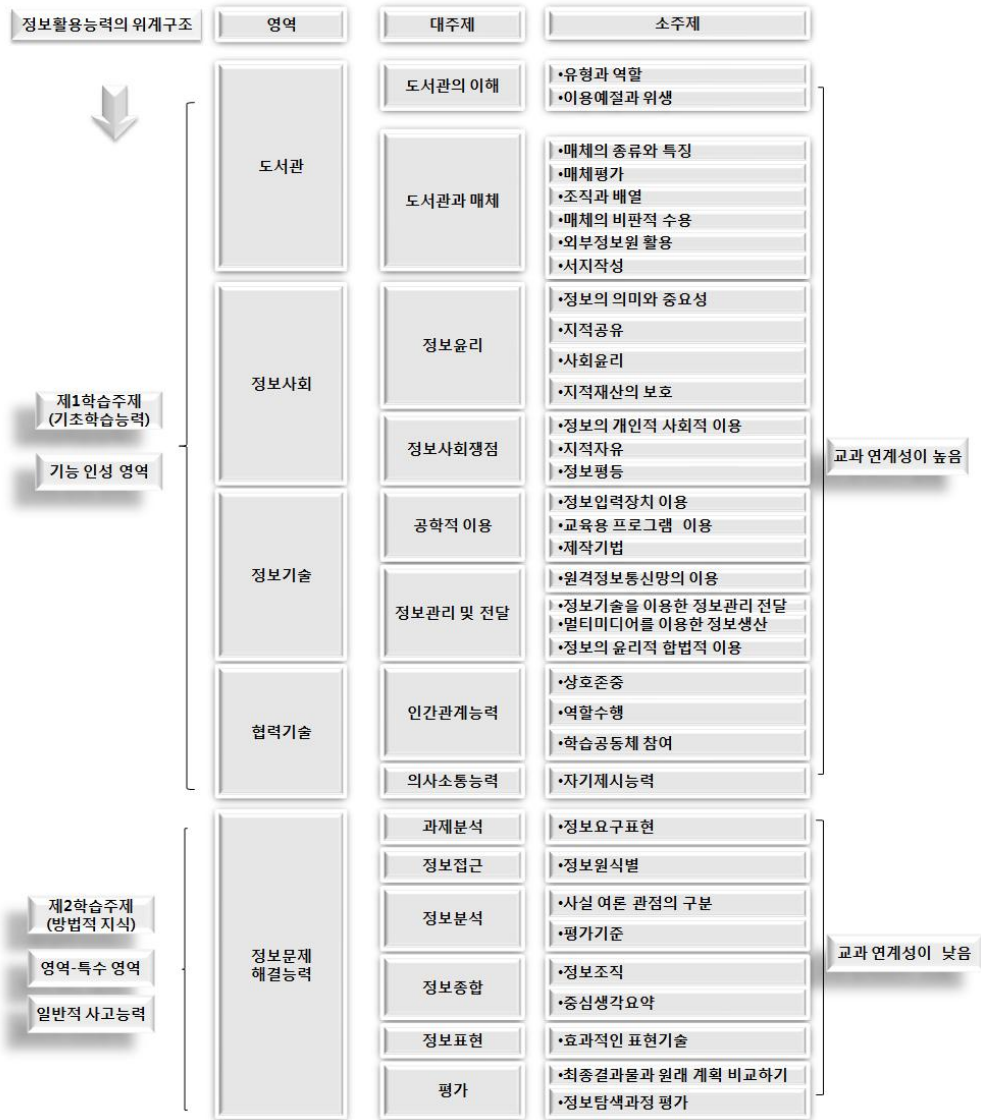 정보활용능력의 위계구조
영역
대주제
소주제
도서관
도서관의 이해
•유형과 역할
•이용예절과 위생
도서관과 매체
•매체의 종류와 특징
•매체평가
•조직과 배열
•매체의 비판적 수용
•외부정보원 활용
•서지작성
제1학습주제
(기초학습능력)
기능 인성 영역
정보사회
정보윤리
•정보의 의미와 중요성
•지적공유
•사회윤리
•지적재산의 보호
정보사회쟁점
•정보의 개인적 사회적 이용
•지적자유
•정보평등
교과 연계성이 높음
정보기술
공학적 이용
•정보입력장치 이용
•교육용 프로그램 이용
•제작기법
정보관리 및 전달
•원격정보통신망의 이용
•정보기술을 이용한 정보관리 전달
•멀티미디어를 이용한 정보생산
•정보의 윤리적 합법적 이용
협력기술
인간관계능력
•상호존중
•역할수행
•학습공동체 참여
의사소통능력
•자기제시능력
제2학습주제
(방법적 지식)
영역-특수 영역
일반적 사고능력
정보문제
해결능력
과제분석
•정보요구표현
정보접근
•정보원식별
정보분석
•사실 여론 관점의 구분
•평가기준
정보종합
•정보조직
•중심생각요약
정보표현
•효과적인 표현기술
평가
•최종결과물과 원래 계획 비교하기
•정보탐색과정 평가
교과 연계성이 낮음